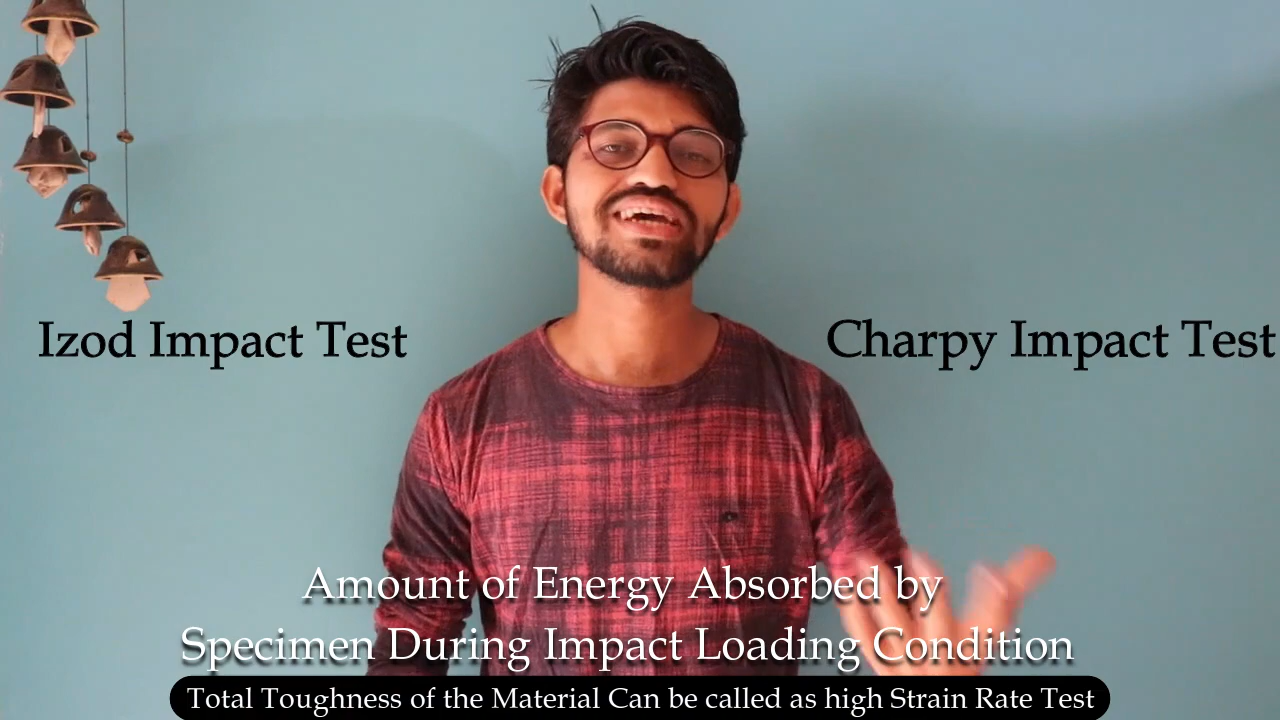 Izod Impact Test
Charpy Impact Test
Amount of Energy Absorbed by
Specimen During Impact Loading Condition
Total Toughness of the Material Can be called as high Strain Rate Test